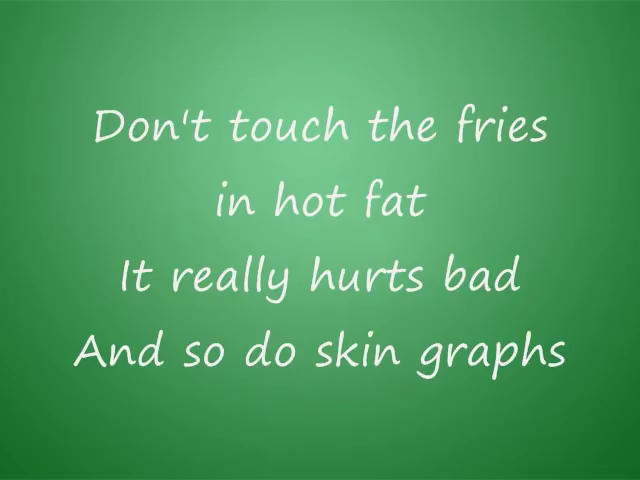 Don't touch the fries
in hot fat
It really hurts bad
And so do skin graphs